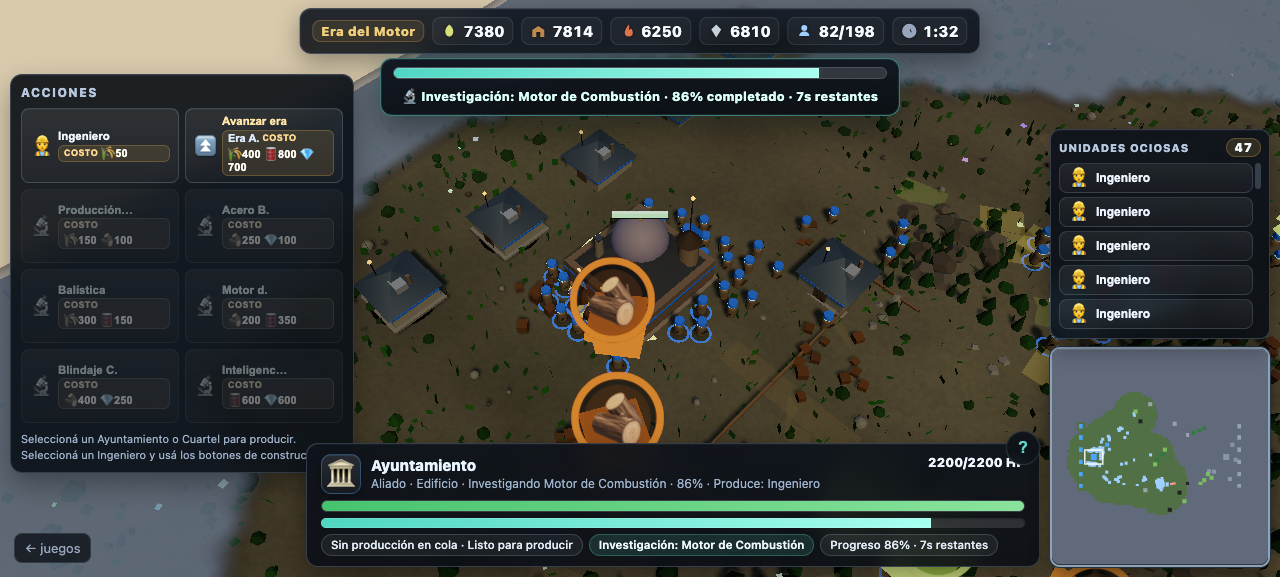 Era del Motor
7380
7814
6250
6810
82/198
1:32
Investigación: Motor de Combustión · 86% completado · 7s restantes
ACCIONES
Ingeniero
COSTO 50
Avanzar era
Era A. COSTO
400 800
700
Producción...
COSTO
150 100
Acero B.
COSTO
250 100
Balística
COSTO
300 150
Motor d.
COSTO
200 350
Blindaje C.
COSTO
400 250
Inteligenc...
COSTO
600 600
Seleccioná un Ayuntamiento o Cuartel para producir.
Seleccioná un Ingeniero y usá los botones de construc
UNIDADES OCIOSAS 47
Ingeniero
Ingeniero
Ingeniero
Ingeniero
Ingeniero
?
Ayuntamiento
2200/2200
Aliado · Edificio · Investigando Motor de Combustión · 86% · Produce: Ingeniero
Sin producción en cola · Listo para producir
Investigación: Motor de Combustión
Progreso 86% · 7s restantes
← juegos